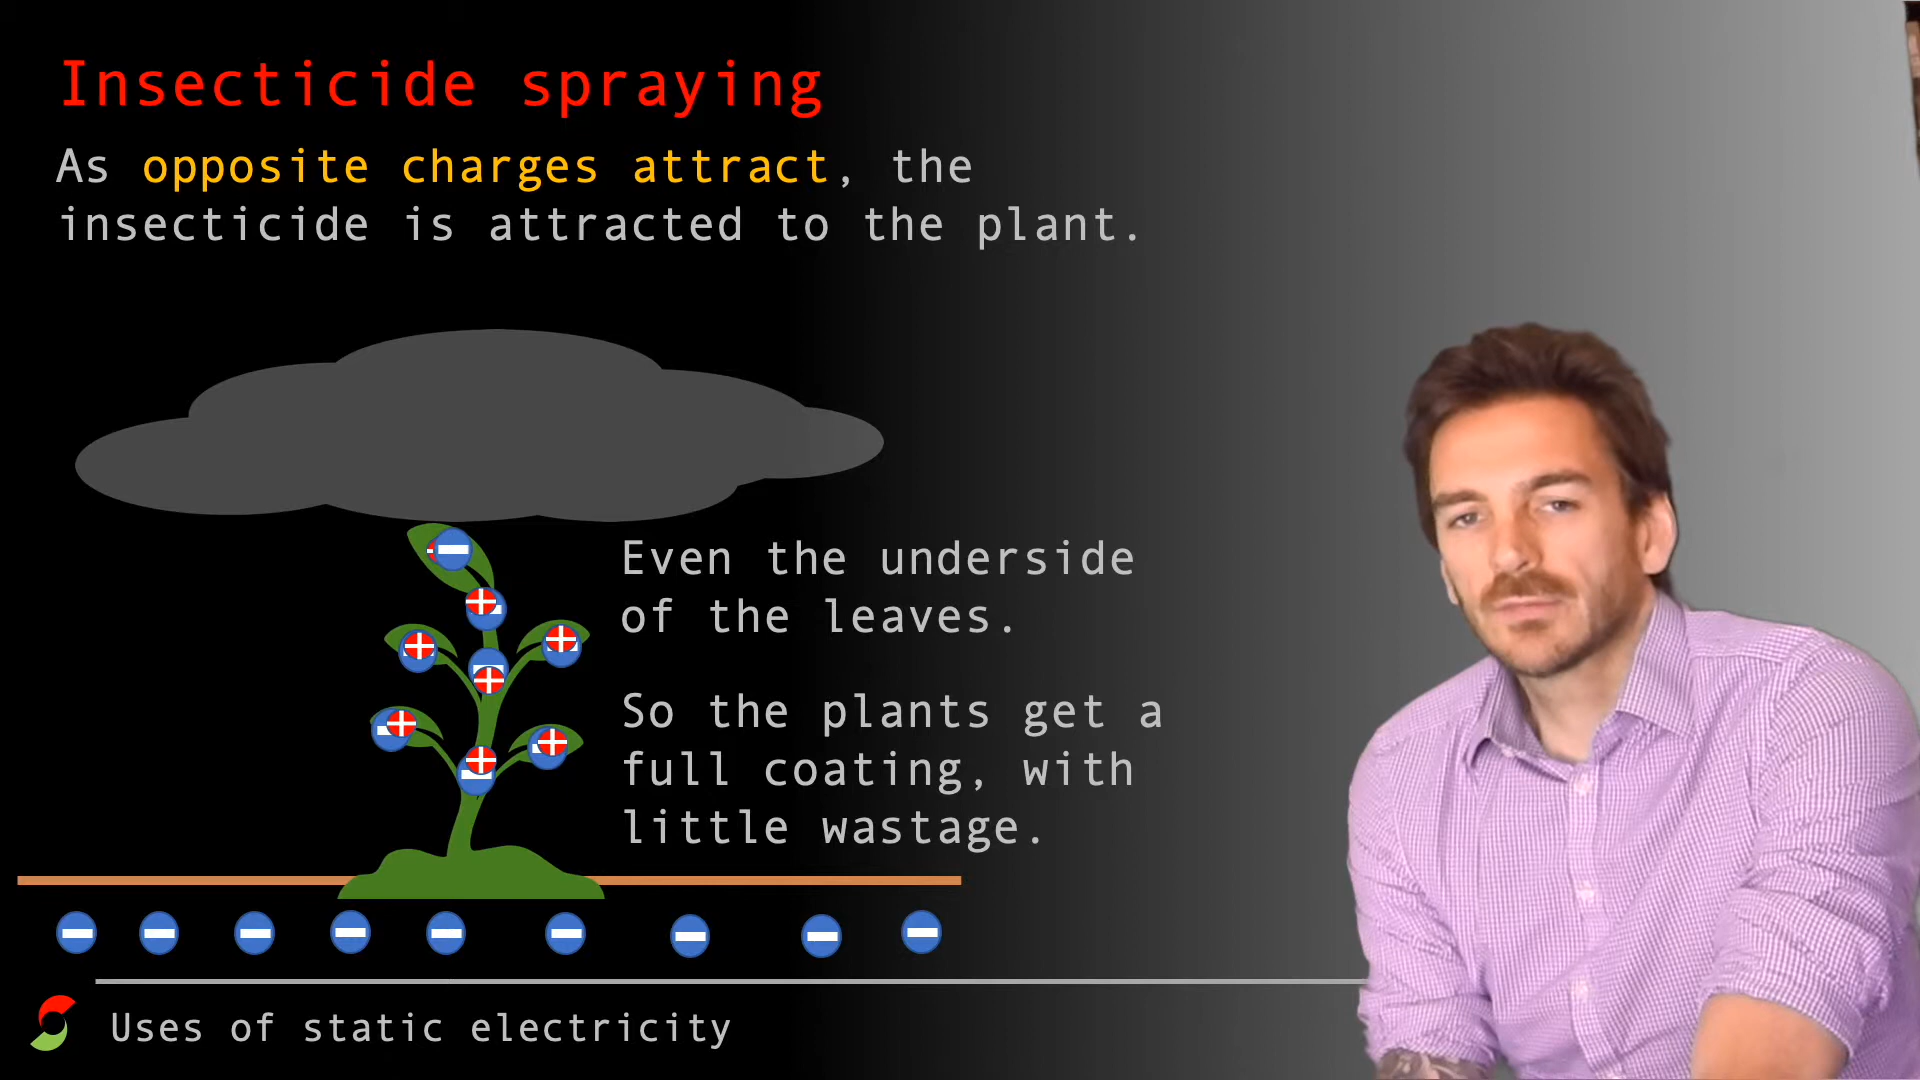 Insecticide spraying
As opposite charges attract, the
insecticide is attracted to the plant.
Even the underside
of the leaves.
So the plants get a
full coating, with
little wastage.
Uses of static electricity